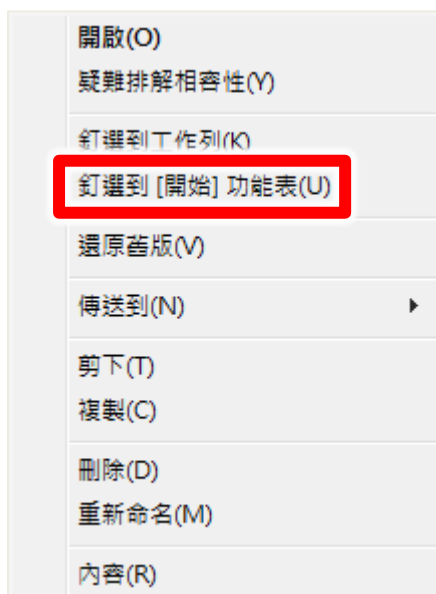 開啟(O)
疑難排解相容性(Y)
釘選到工作列(K)
釘選到 [開始] 功能表(U)
還原舊版(V)
傳送到(N)
剪下(T)
複製(C)
刪除(D)
重新命名(M)
內容(R)